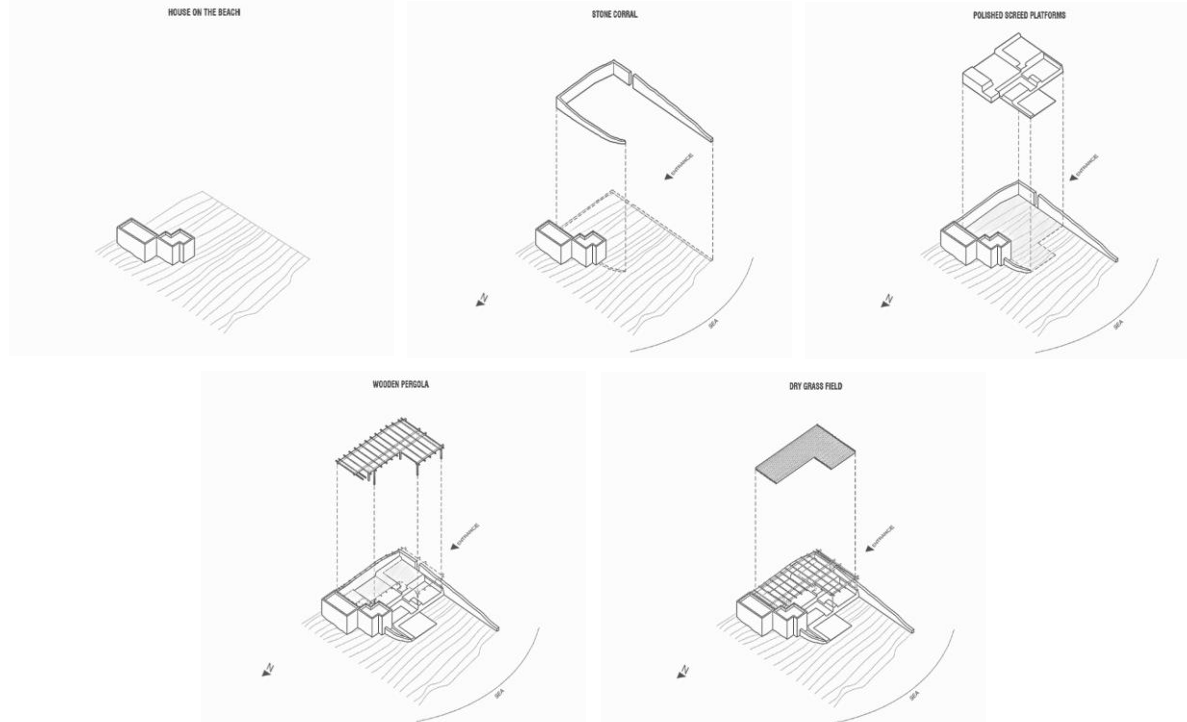 HOUSE ON THE BEACH
STONE CORRAL
ENTRANCE
N
SEA
POLISHED SCREED PLATFORMS
ENTRANCE
N
SEA
WOODEN PERGOLA
ENTRANCE
N
SEA
DRY GRASS FIELD
ENTRANCE
N
SEA